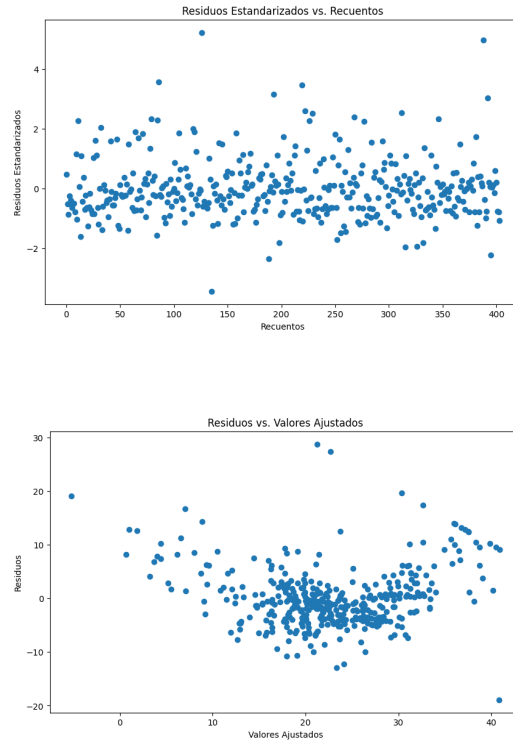 Residuos Estandarizados vs. Recuentos
Residuos Estandarizados
4
2
0
−2
0 50 100 150 200 250 300 350 400
Recuentos
Residuos vs. Valores Ajustados
Residuos
30
20
10
0
−10
−20
0 10 20 30 40
Valores Ajustados